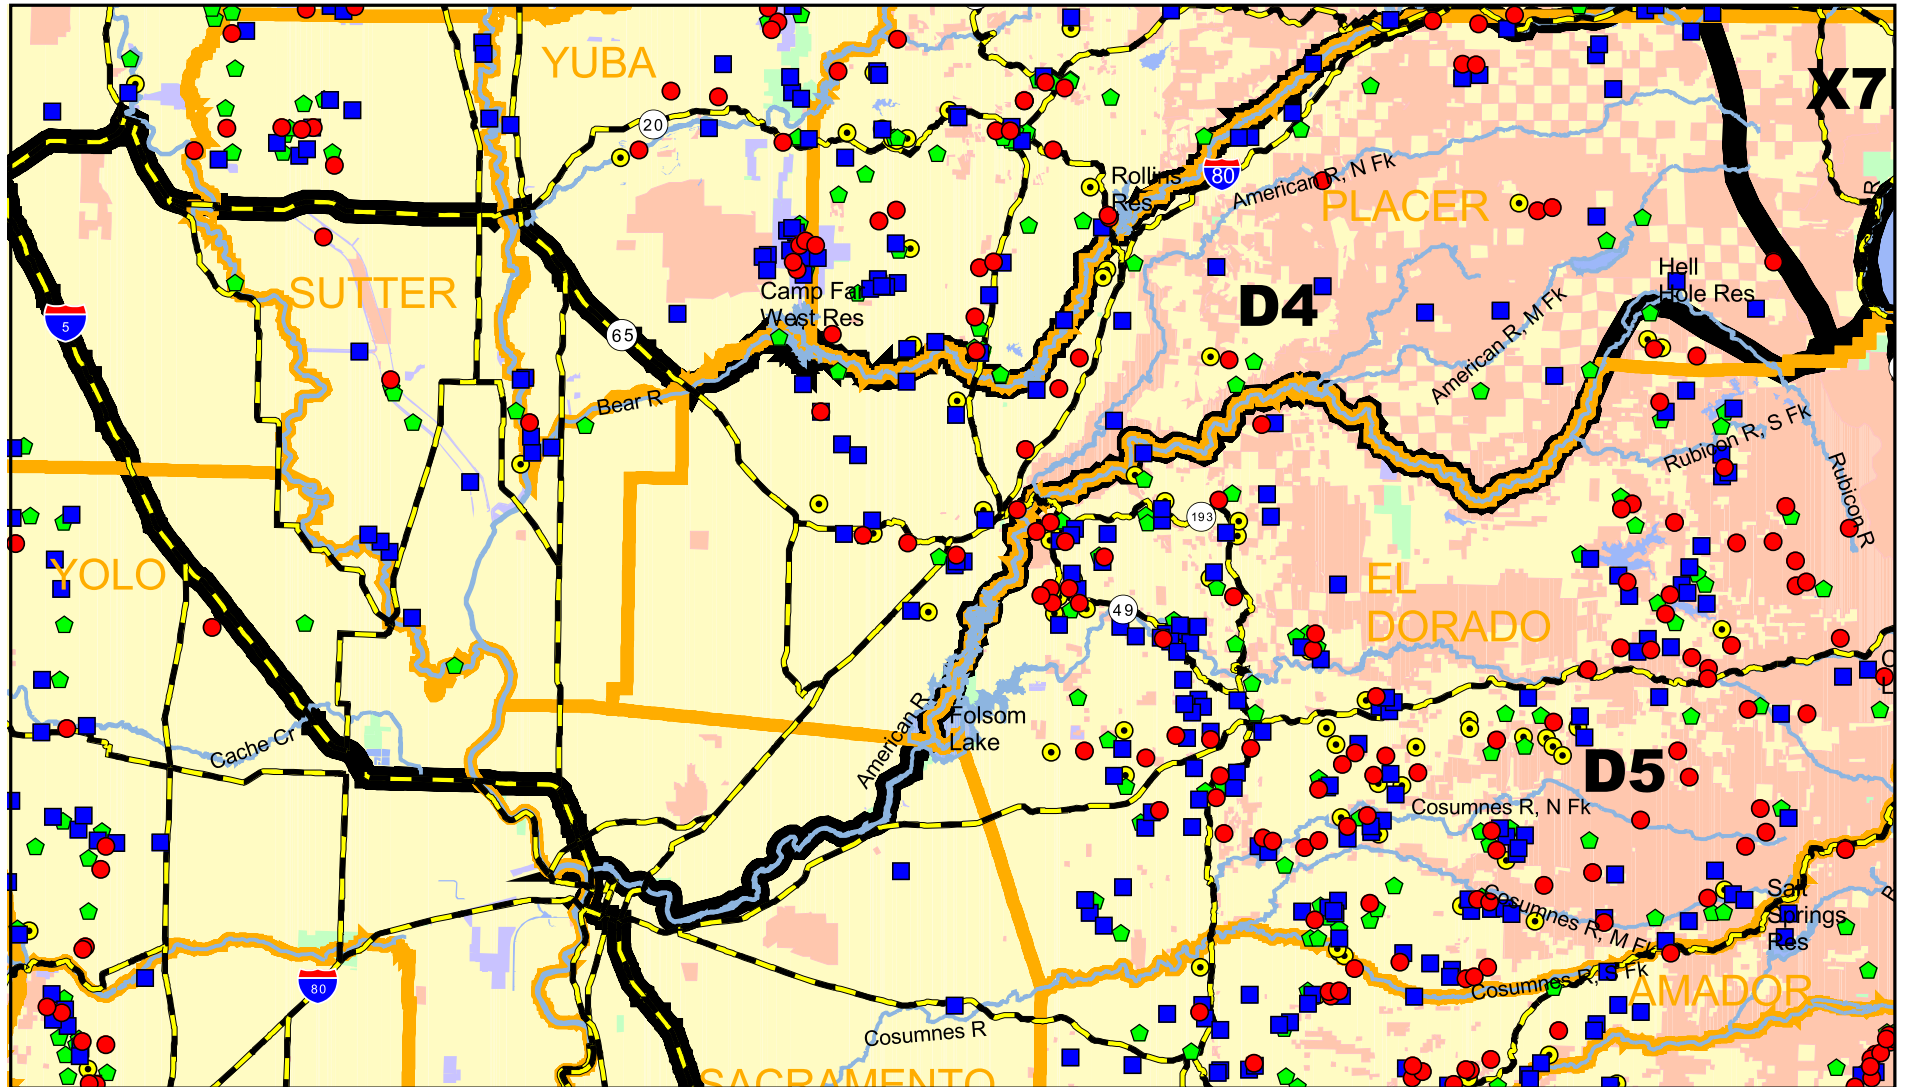 YUBA
X7
20
Rollins
Res
80
American R, N Fk
PLACER
R
SUTTER
Hell
Hole Res
Camp Far
West Res
D4
5
65
American R, M Fk
Bear R
Rubicon R, S Fk
Rubicon R
193
YOLO
EL
DORADO
49
Folsom
Lake
American R
Cache Cr
D5
Cosumnes R, N Fk
Salt
Springs
Res
Cosumnes R, M Fk
R
80
Cosumnes R, S Fk
AMADOR
Cosumnes R
SACRAMENTO